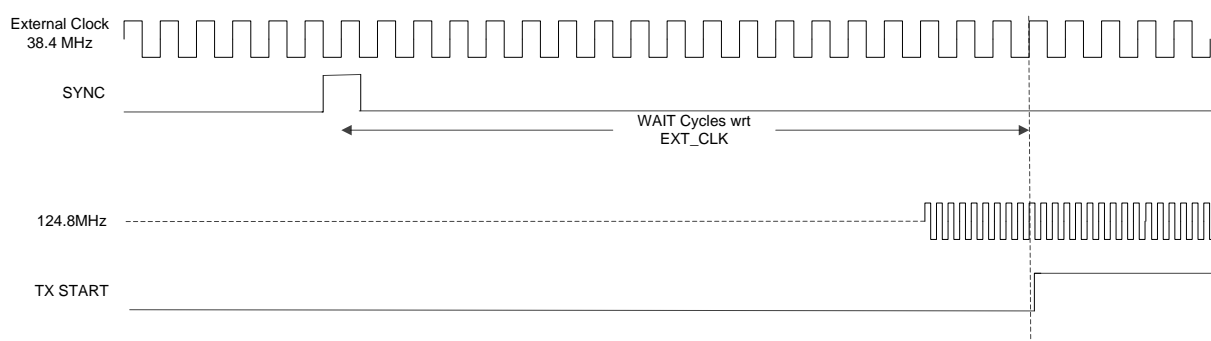 External Clock
38.4 MHz
SYNC
WAIT Cycles wrt
EXT_CLK
124.8MHz
TX START